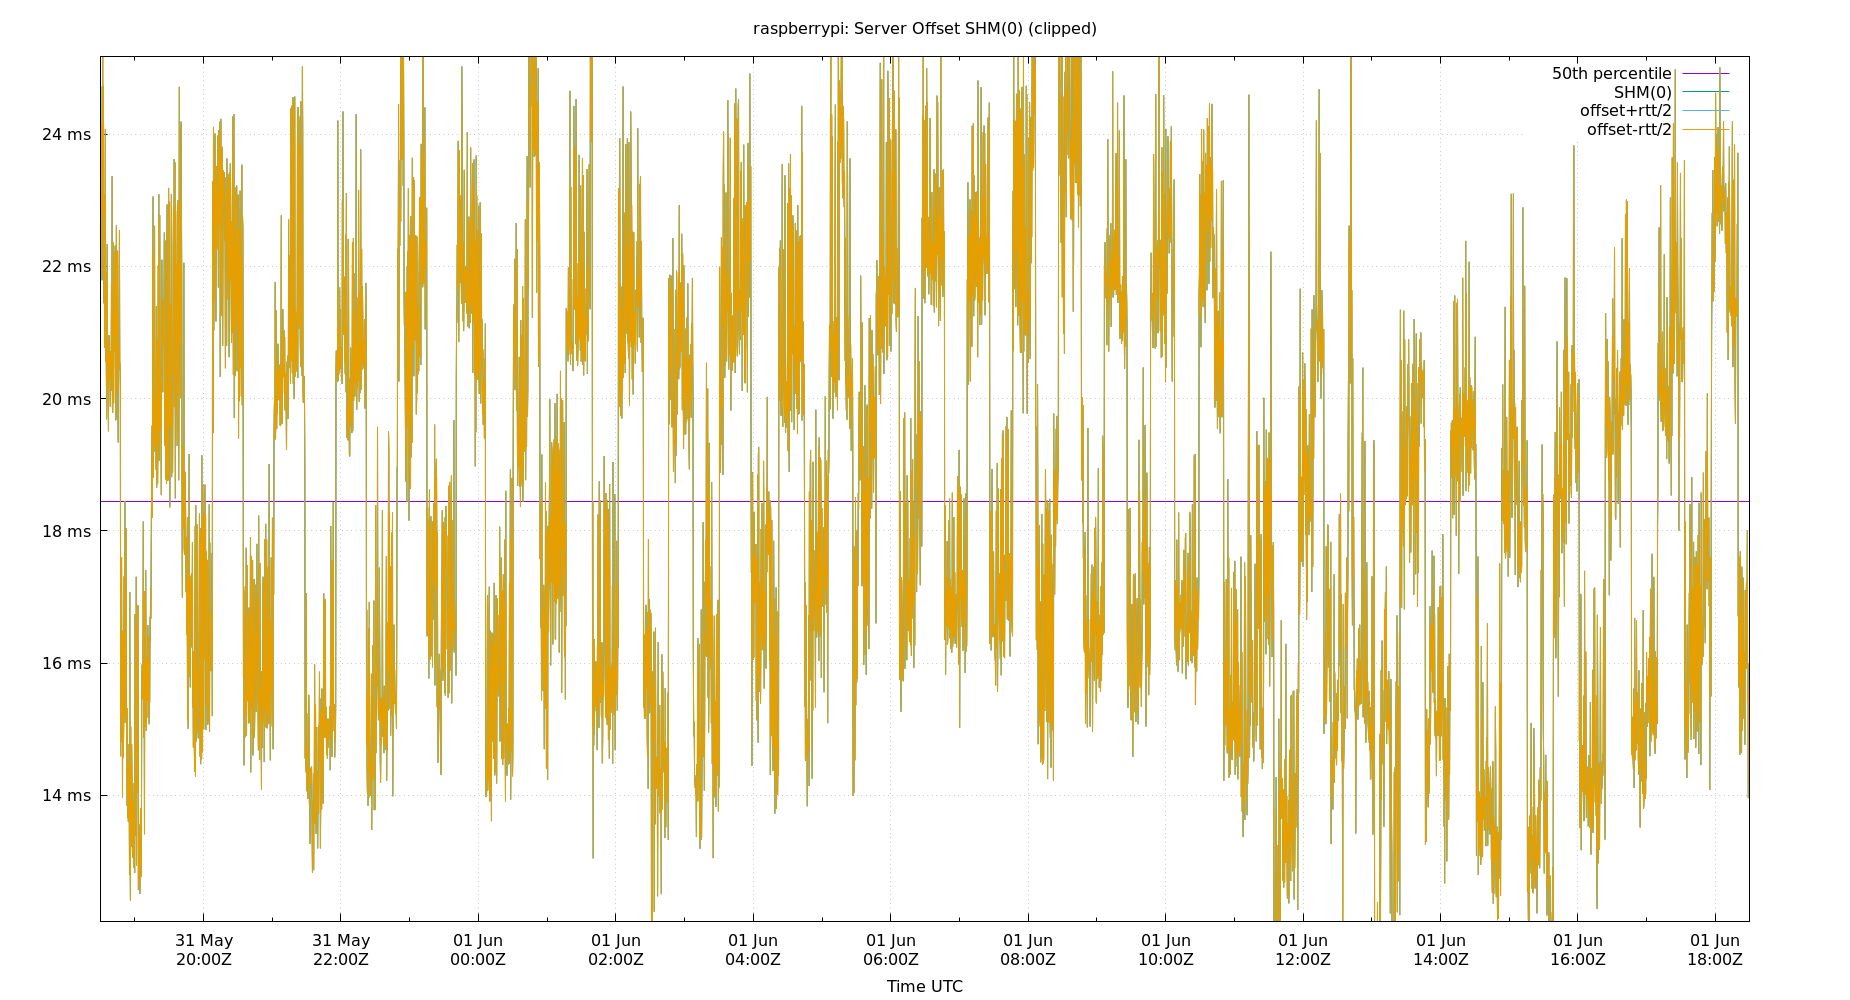 raspberrypi: Server Offset SHM(0) (clipped)
50th percentile
SHM(0)
offset+rtt/2
offset-rtt/2
24 ms
22 ms
20 ms
18 ms
16 ms
14 ms
31 May 31 May 01 Jun 01 Jun 01 Jun 01 Jun 01 Jun 01 Jun 01 Jun 01 Jun 01 Jun 01 Jun
20:00Z 22:00Z 00:00Z 02:00Z 04:00Z 06:00Z 08:00Z 10:00Z 12:00Z 14:00Z 16:00Z 18:00Z
Time UTC